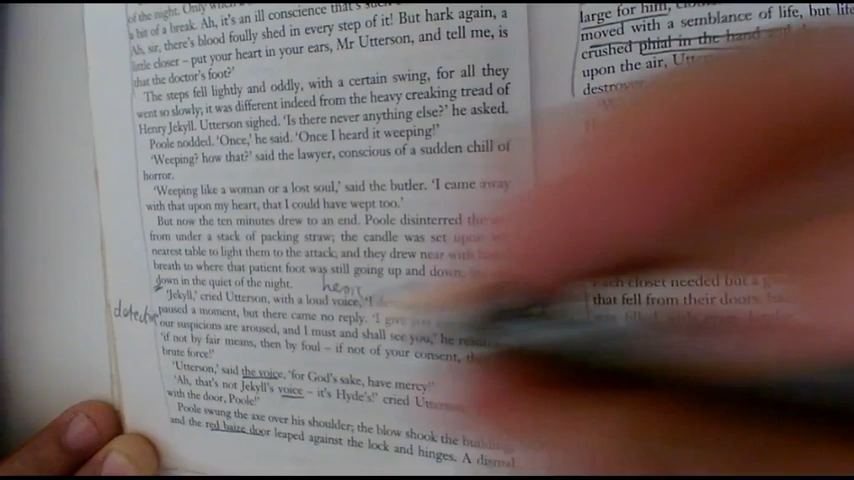 of the night. Only when
a bit of a break. Ah, it's an ill conscience that's such
Ah, sir, there's blood foully shed in every step of it! But hark again, a
little closer – put your heart in your ears, Mr Utterson, and tell me, is
that the doctor's foot?'
The steps fell lightly and oddly, with a certain swing, for all they
went so slowly; it was different indeed from the heavy creaking tread of
Henry Jekyll. Utterson sighed. 'Is there never anything else?' he asked.
Poole nodded. 'Once,' he said. 'Once I heard it weeping!'
'Weeping? how that?' said the lawyer, conscious of a sudden chill of
horror.
'Weeping like a woman or a lost soul,' said the butler. 'I came away
with that upon my heart, that I could have wept too.'
But now the ten minutes drew to an end. Poole disinterred the
from under a stack of packing straw; the candle was set upon
nearest table to light them to the attack; and they drew near with
breath to where that patient foot was still going up and down,
down in the quiet of the night.
'Jekyll,' cried Utterson, with a loud voice, 'I
paused a moment, but there came no reply. 'I give you
our suspicions are aroused, and I must and shall see you,' he
'if not by fair means, then by foul – if not of your consent,
brute force!'
'Utterson,' said the voice, 'for God's sake, have mercy!'
'Ah, that's not Jekyll's voice – it's Hyde's!' cried Utterson
with the door, Poole!'
Poole swung the axe over his shoulder; the blow shook the building
and the red baize door leaped against the lock and hinges. A dismal
large for him,
moved with a semblance of life, but life
crushed phial in the hand
upon the air,
closet needed but a
that fell from their doors,